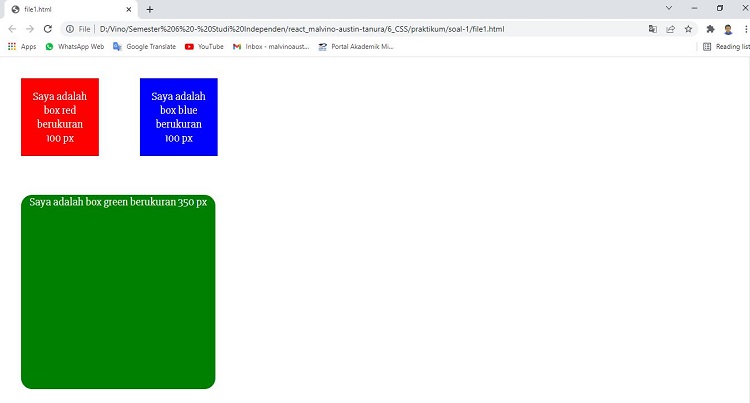 file1.html
File D:/Vino/Semester%206%20-%20Studi%20Independen/react_malvino-austin-tanura/6_CSS/praktikum/soal-1/file1.html
Apps WhatsApp Web Google Translate YouTube Inbox - malvinoaust... Portal Akademik Mi... Reading list
Saya adalah
box red
berukuran
100 px
Saya adalah
box blue
berukuran
100 px
Saya adalah box green berukuran 350 px